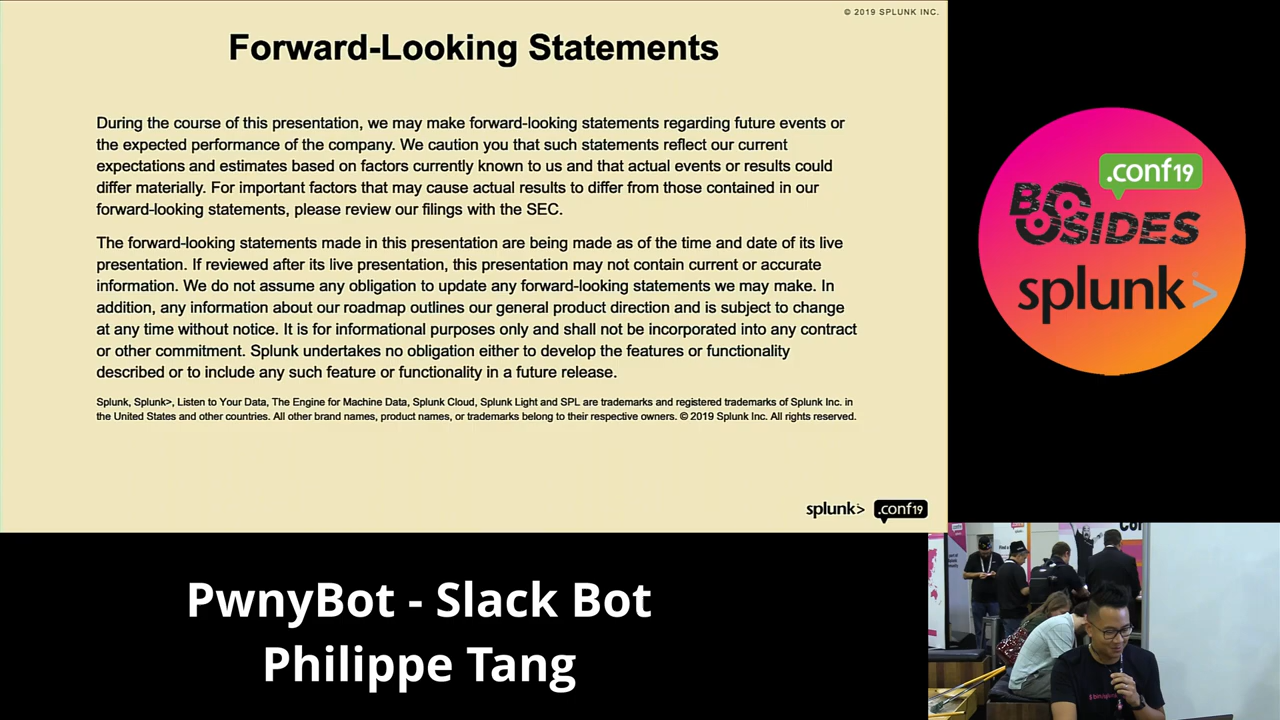 © 2019 SPLUNK INC.
Forward-Looking Statements
During the course of this presentation, we may make forward-looking statements regarding future events or
the expected performance of the company. We caution you that such statements reflect our current
expectations and estimates based on factors currently known to us and that actual events or results could
differ materially. For important factors that may cause actual results to differ from those contained in our
forward-looking statements, please review our filings with the SEC.
The forward-looking statements made in this presentation are being made as of the time and date of its live
presentation. If reviewed after its live presentation, this presentation may not contain current or accurate
information. We do not assume any obligation to update any forward-looking statements we may make. In
addition, any information about our roadmap outlines our general product direction and is subject to change
at any time without notice. It is for informational purposes only and shall not be incorporated into any contract
or other commitment. Splunk undertakes no obligation either to develop the features or functionality
described or to include any such feature or functionality in a future release.
Splunk, Splunk>, Listen to Your Data, The Engine for Machine Data, Splunk Cloud, Splunk Light and SPL are trademarks and registered trademarks of Splunk Inc. in
the United States and other countries. All other brand names, product names, or trademarks belong to their respective owners. © 2019 Splunk Inc. All rights reserved.
splunk> .conf19
.conf19
BOSSIDES
splunk>
PwnyBot - Slack Bot
Philippe Tang